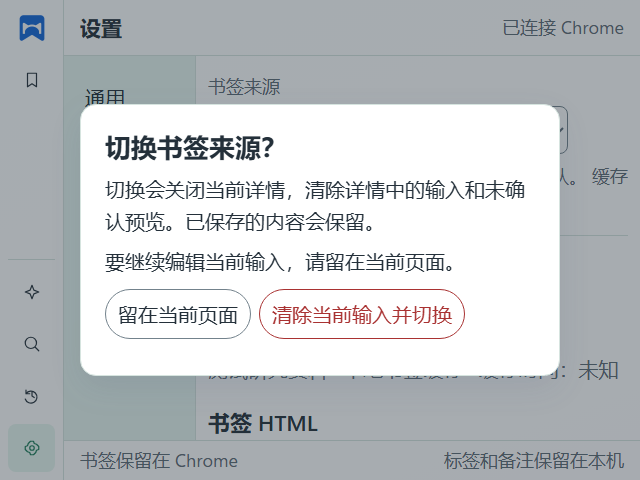 设置
已连接 Chrome
书签来源
通用
切换书签来源？
缓存
切换会关闭当前详情，清除详情中的输入和未确
认预览。已保存的内容会保留。
要继续编辑当前输入，请留在当前页面。
留在当前页面
清除当前输入并切换
未知
书签 HTML
书签保留在 Chrome
标签和备注保留在本机